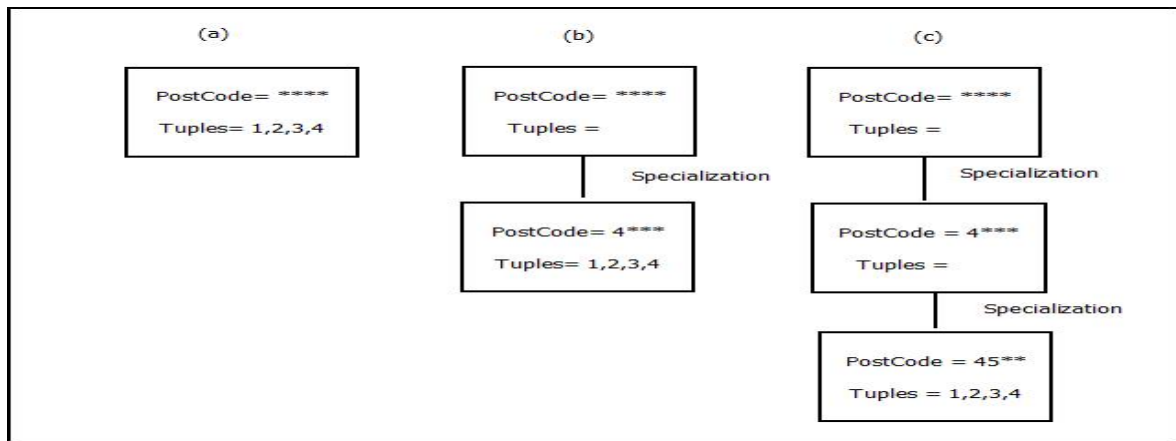 (a)
PostCode= ****
Tuples= 1,2,3,4
(b)
PostCode= ****
Tuples =
Specialization
PostCode= 4***
Tuples= 1,2,3,4
(c)
PostCode= ****
Tuples =
Specialization
PostCode = 4***
Tuples =
Specialization
PostCode = 45**
Tuples = 1,2,3,4